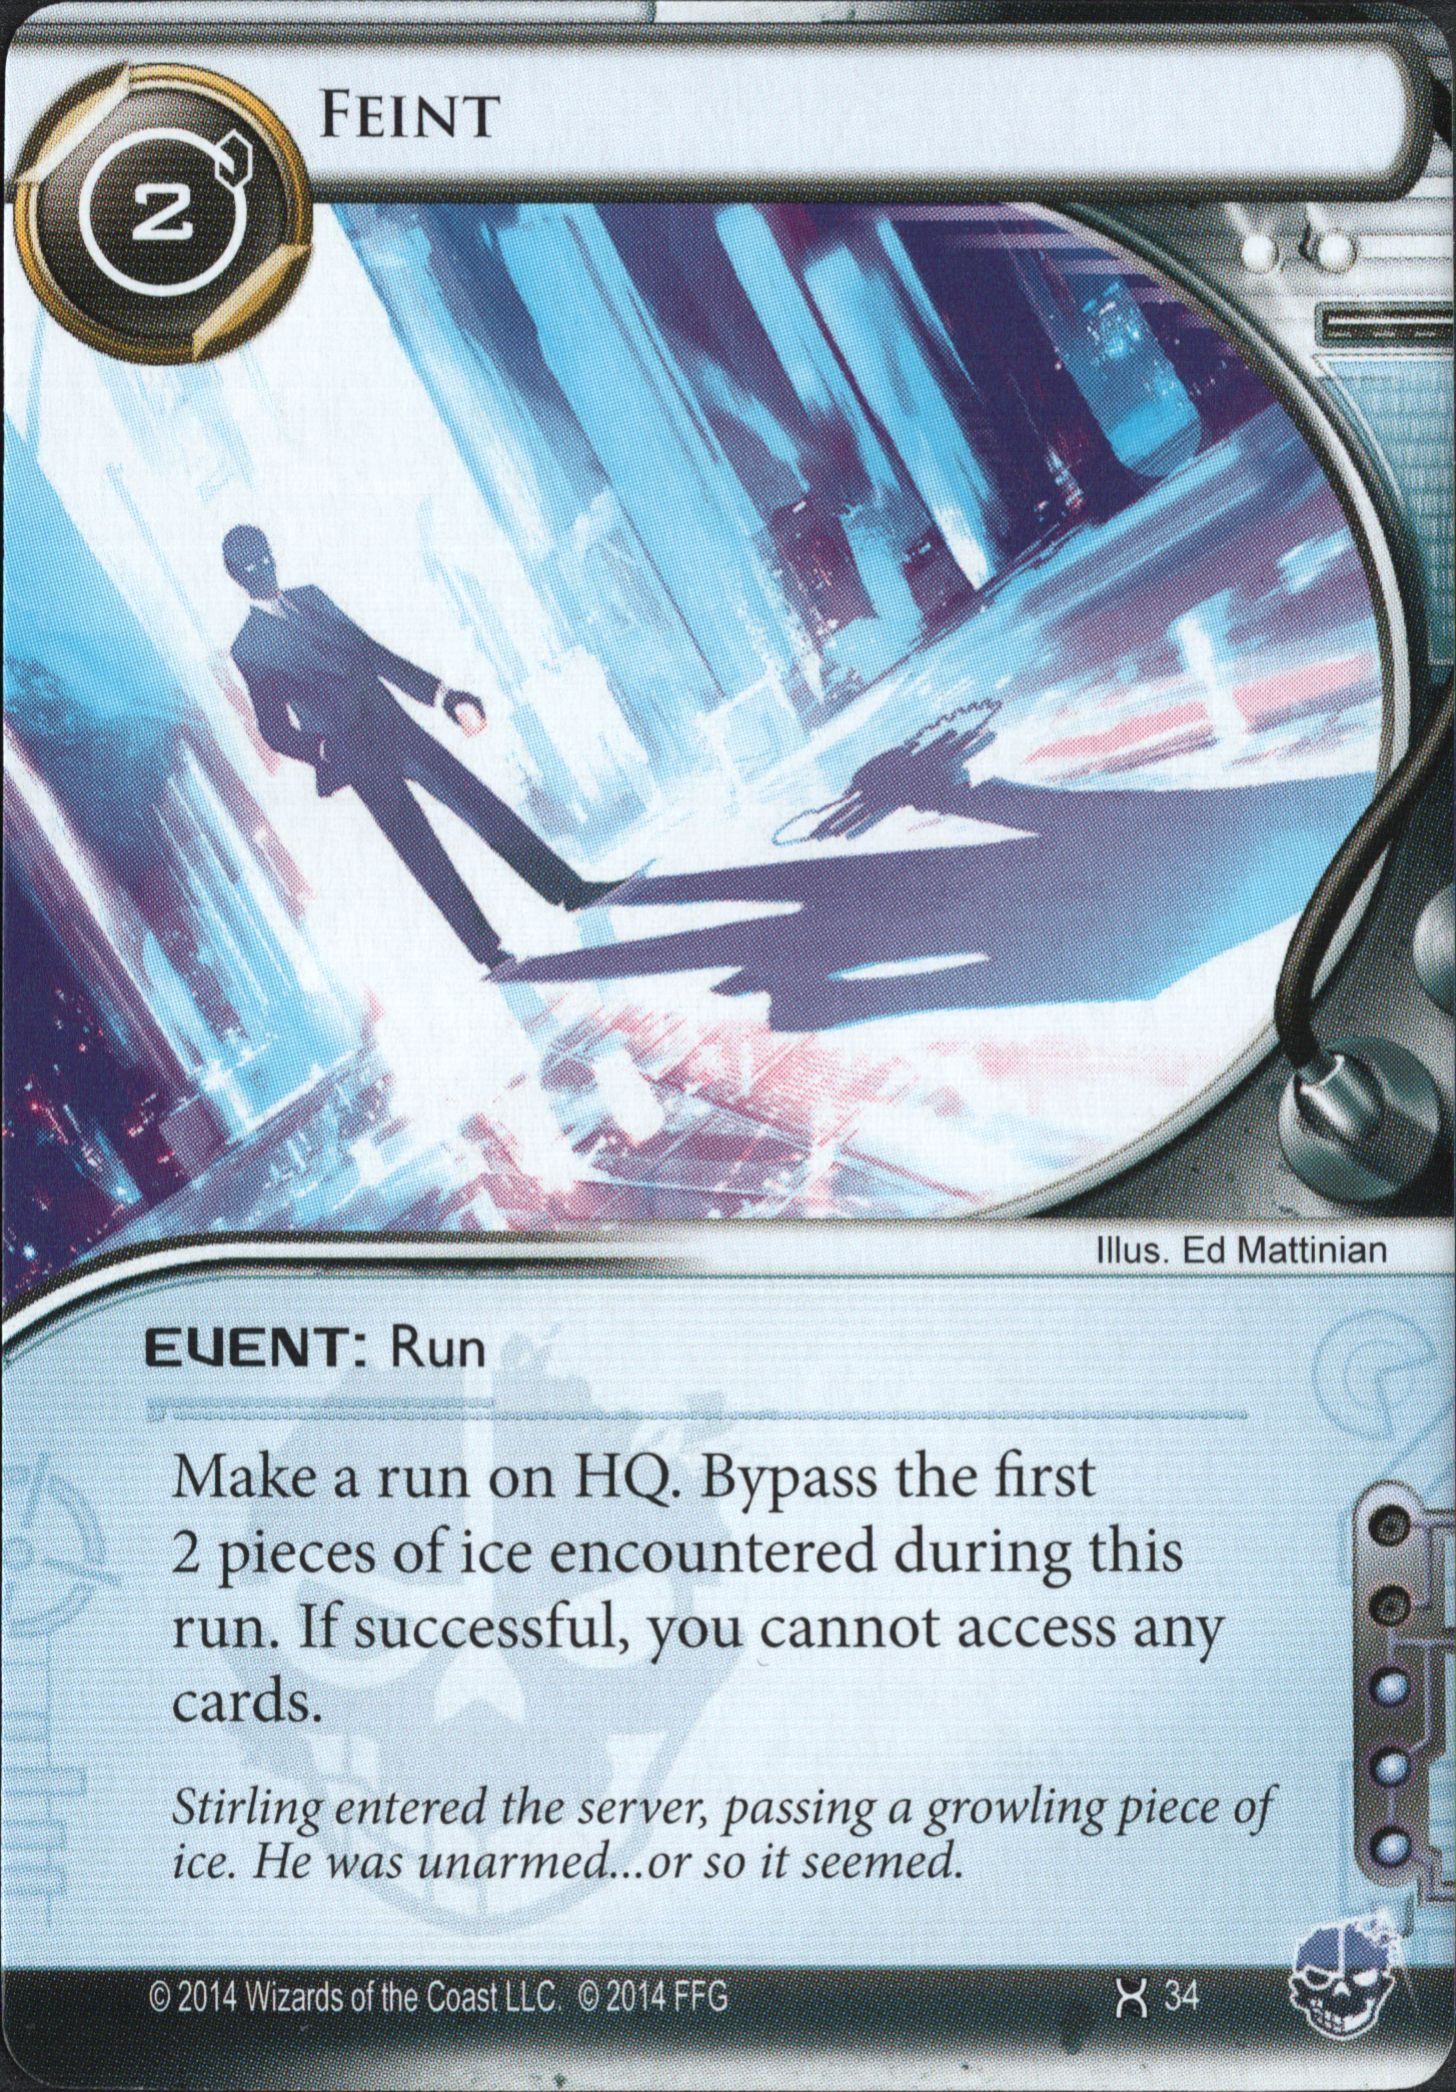 FEINT
2
Illus. Ed Mattinian
EVENT: Run
Make a run on HQ. Bypass the first
2 pieces of ice encountered during this
run. If successful, you cannot access any
cards.
Stirling entered the server, passing a growling piece of
ice. He was unarmed...or so it seemed.
© 2014 Wizards of the Coast LLC. © 2014 FFG
34